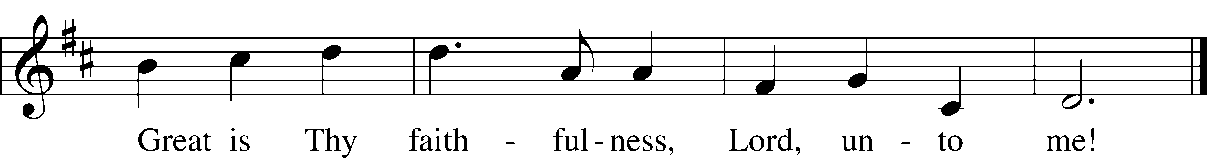 Great is Thy faith - ful - ness, Lord, un - to me!